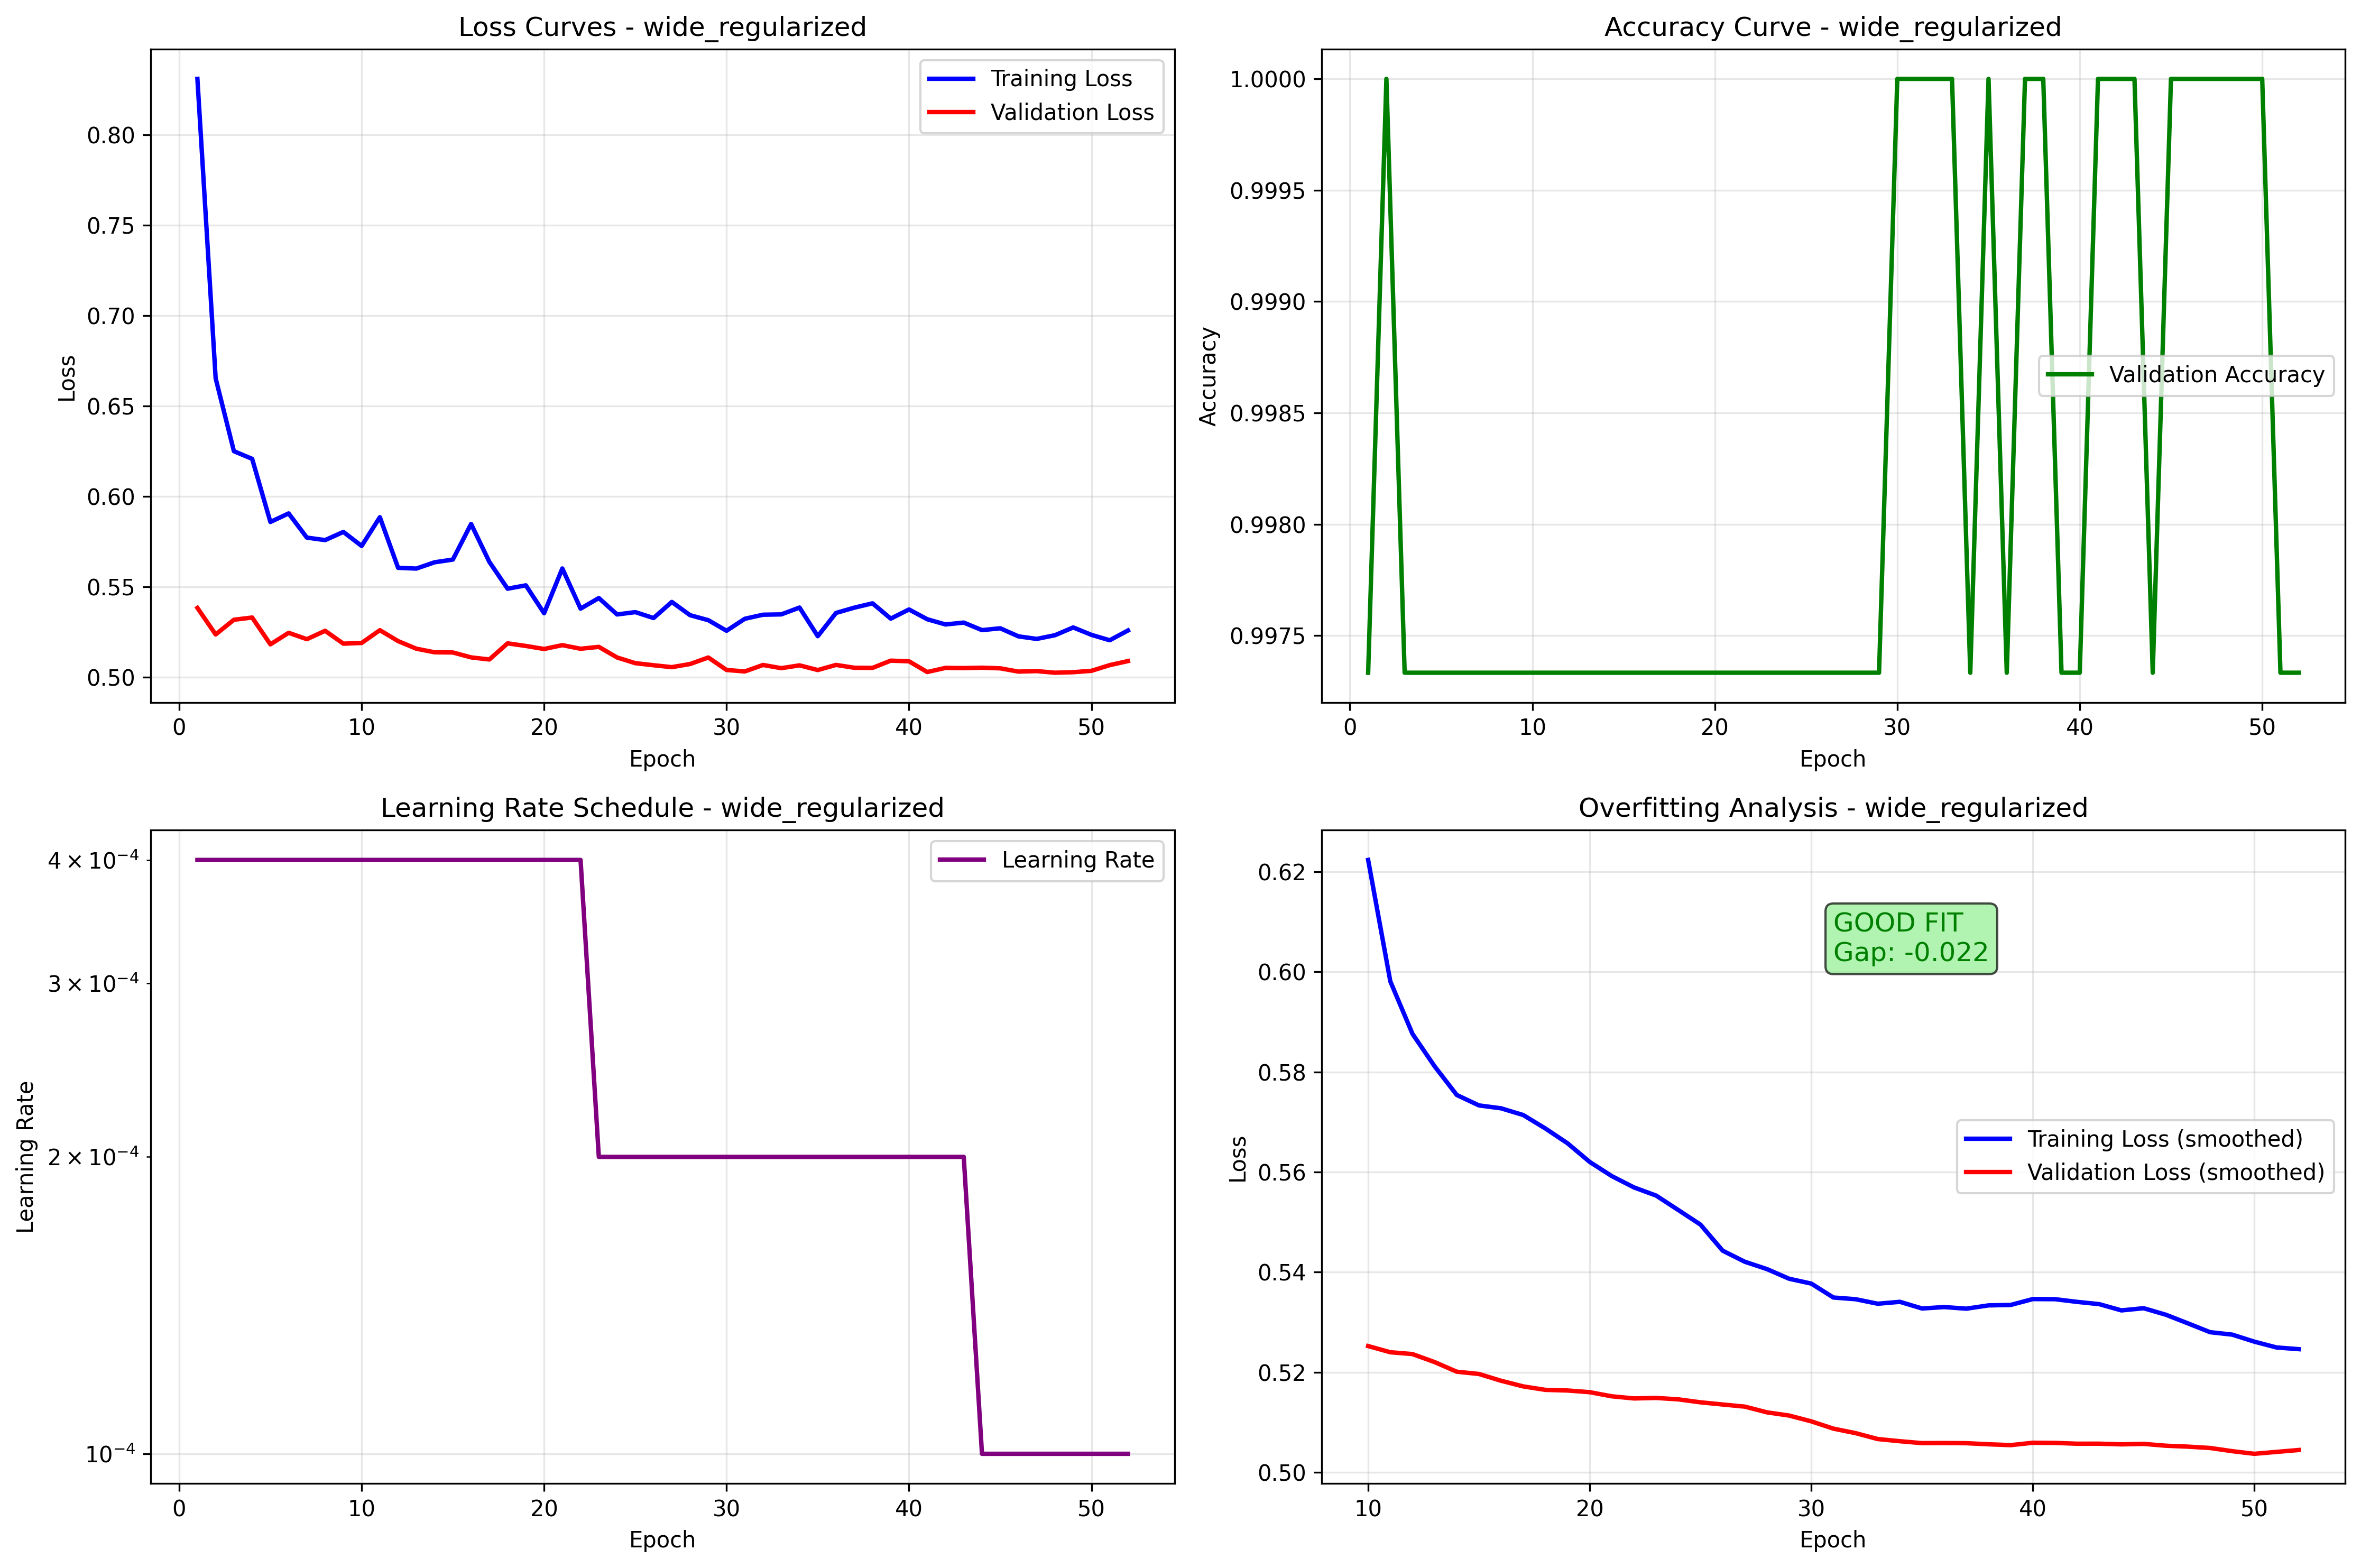 Loss Curves - wide_regularized
Training Loss
Validation Loss
0.80
0.75
0.70
0.65
0.60
0.55
0.50
Loss
0 10 20 30 40 50
Epoch
Accuracy Curve - wide_regularized
1.0000
0.9995
0.9990
0.9985
0.9980
0.9975
Accuracy
Validation Accuracy
0 10 20 30 40 50
Epoch
Learning Rate Schedule - wide_regularized
Learning Rate
4 × 10⁻⁴
3 × 10⁻⁴
2 × 10⁻⁴
10⁻⁴
Learning Rate
0 10 20 30 40 50
Epoch
Overfitting Analysis - wide_regularized
GOOD FIT
Gap: -0.022
Training Loss (smoothed)
Validation Loss (smoothed)
0.62
0.60
0.58
0.56
0.54
0.52
0.50
Loss
10 20 30 40 50
Epoch